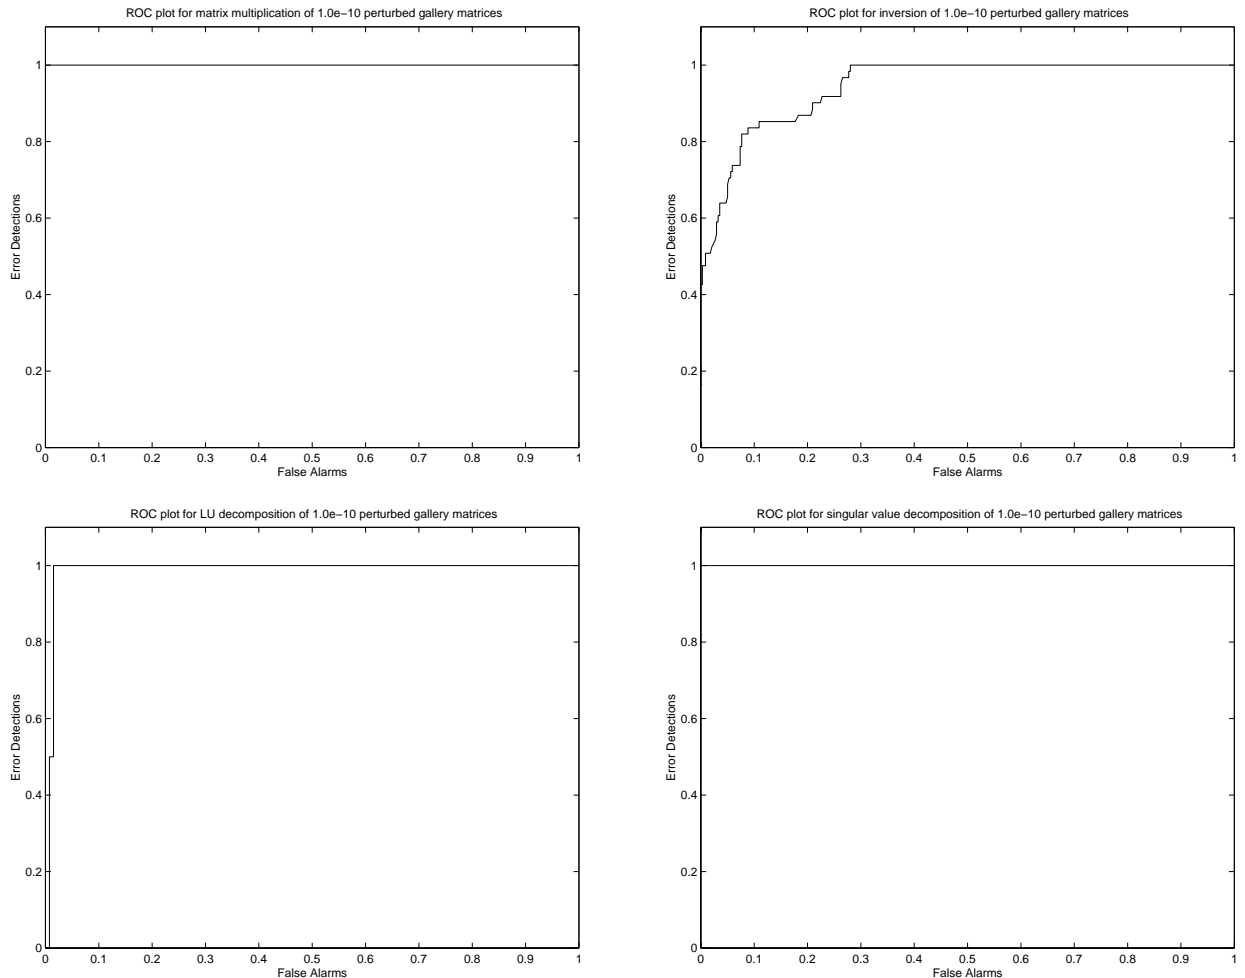 ROC plot for matrix multiplication of 1.0e−10 perturbed gallery matrices
1
0.8
0.6
0.4
0.2
0
Error Detections
0 0.1 0.2 0.3 0.4 0.5 0.6 0.7 0.8 0.9 1
False Alarms
ROC plot for inversion of 1.0e−10 perturbed gallery matrices
1
0.8
0.6
0.4
0.2
0
Error Detections
0 0.1 0.2 0.3 0.4 0.5 0.6 0.7 0.8 0.9 1
False Alarms
ROC plot for LU decomposition of 1.0e−10 perturbed gallery matrices
1
0.8
0.6
0.4
0.2
0
Error Detections
0 0.1 0.2 0.3 0.4 0.5 0.6 0.7 0.8 0.9 1
False Alarms
ROC plot for singular value decomposition of 1.0e−10 perturbed gallery matrices
1
0.8
0.6
0.4
0.2
0
Error Detections
0 0.1 0.2 0.3 0.4 0.5 0.6 0.7 0.8 0.9 1
False Alarms